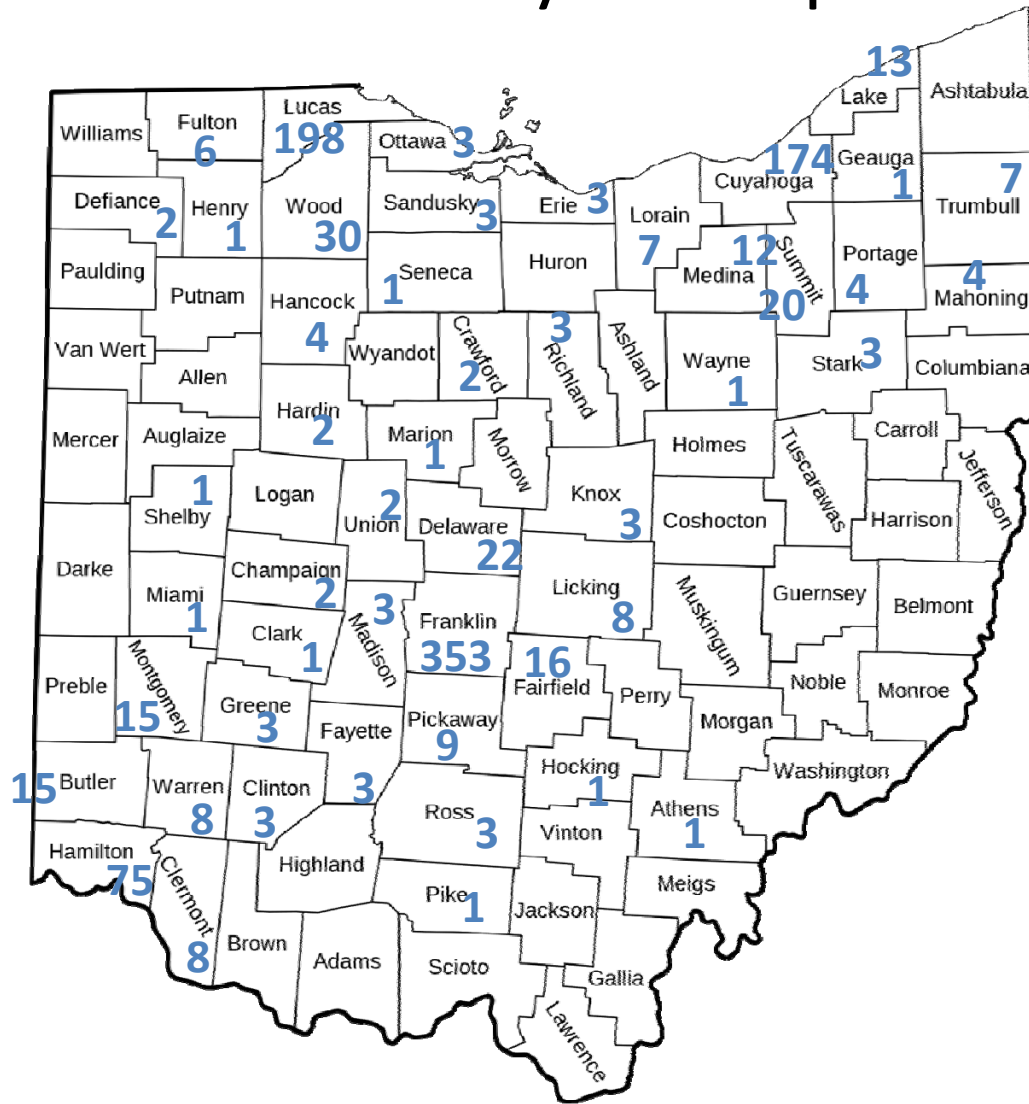 13
Lake
Ashtabula
Williams
Fulton
6
Lucas
198
Ottawa 3
174
Cuyahoga
Geauga
1
7
Trumbull
Defiance
2
Henry
1
Wood
30
Sandusky
3
Erie 3
Lorain
7
12
Medina
Summit
20
Portage
4
4
Mahoning
Paulding
Putnam
Hancock
4
Seneca
1
Huron
Van Wert
Allen
Wyandot
Crawford
2
3
Richland
Ashland
Wayne
1
Stark 3
Columbiana
Mercer
Auglaize
Hardin
2
Marion
1
Morrow
Holmes
Tuscarawas
Carroll
Jefferson
1
Shelby
Logan
2
Union
Delaware
22
Knox
3
Coshocton
Harrison
Darke
Miami
1
Champaign
2
3
Madison
Franklin
353
Licking
8
Muskingum
Guernsey
Belmont
Clark
1
Preble
Montgomery
15
Greene
3
Fayette
3
Pickaway
9
16
Fairfield
Perry
Morgan
Noble
Monroe
15 Butler
Warren
8
Clinton
3
Ross
3
Hocking
1
Athens
1
Washington
Hamilton
75
Clermont
8
Highland
Vinton
Meigs
Brown
Adams
Pike
1
Jackson
Scioto
Gallia
Lawrence